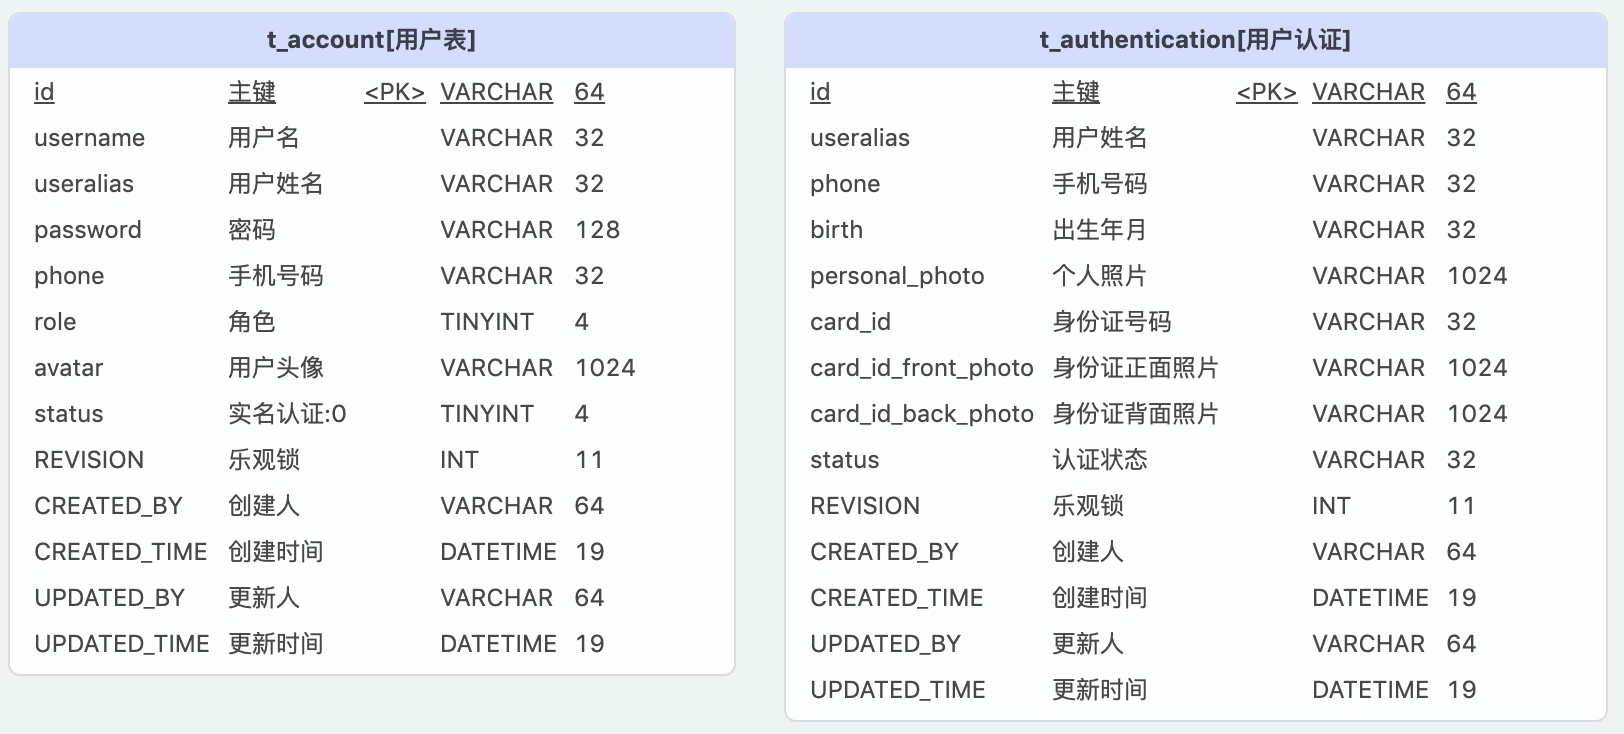 t_account[用户表]
id 主键 <PK> VARCHAR 64
username 用户名 VARCHAR 32
useralias 用户姓名 VARCHAR 32
password 密码 VARCHAR 128
phone 手机号码 VARCHAR 32
role 角色 TINYINT 4
avatar 用户头像 VARCHAR 1024
status 实名认证:0 TINYINT 4
REVISION 乐观锁 INT 11
CREATED_BY 创建人 VARCHAR 64
CREATED_TIME 创建时间 DATETIME 19
UPDATED_BY 更新人 VARCHAR 64
UPDATED_TIME 更新时间 DATETIME 19
t_authentication[用户认证]
id 主键 <PK> VARCHAR 64
useralias 用户姓名 VARCHAR 32
phone 手机号码 VARCHAR 32
birth 出生年月 VARCHAR 32
personal_photo 个人照片 VARCHAR 1024
card_id 身份证号码 VARCHAR 32
card_id_front_photo 身份证正面照片 VARCHAR 1024
card_id_back_photo 身份证背面照片 VARCHAR 1024
status 认证状态 VARCHAR 32
REVISION 乐观锁 INT 11
CREATED_BY 创建人 VARCHAR 64
CREATED_TIME 创建时间 DATETIME 19
UPDATED_BY 更新人 VARCHAR 64
UPDATED_TIME 更新时间 DATETIME 19